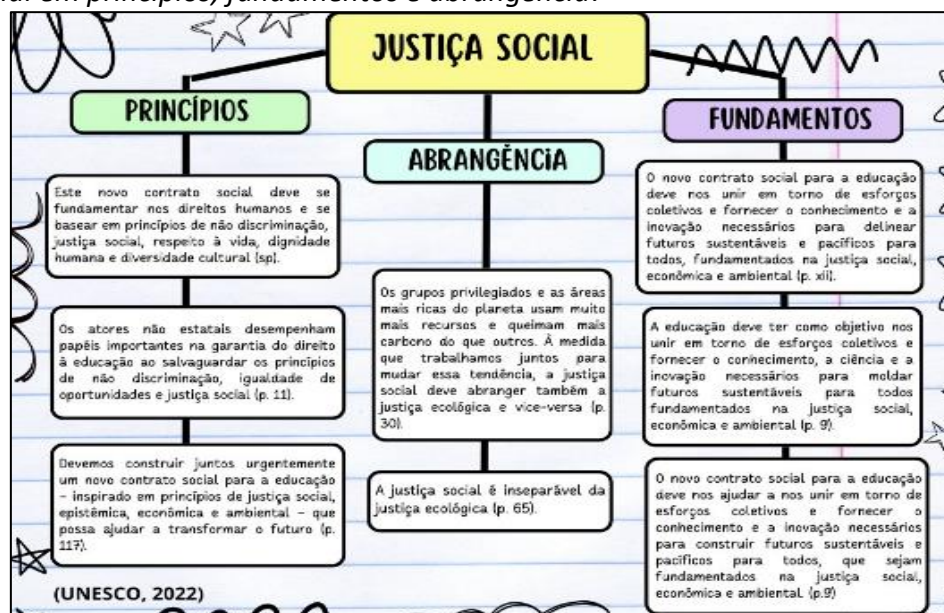 em princípios, fundamentos e abrangência.
JUSTIÇA SOCIAL
PRINCÍPIOS
Este novo contrato social deve se
fundamentar nos direitos humanos e se
basear em princípios de não discriminação,
justiça social, respeito à vida, dignidade
humana e diversidade cultural (sp).
Os atores não estatais desempenham
papéis importantes na garantia do direito
à educação ao salvaguardar os princípios
de não discriminação, igualdade de
oportunidades e justiça social (p. 11).
Devemos construir juntos urgentemente
um novo contrato social para a educação
– inspirado em princípios de justiça social,
epistêmica, econômica e ambiental – que
possa ajudar a transformar o futuro (p.
117).
ABRANGÊNCiA
Os grupos privilegiados e as áreas
mais ricas do planeta usam muito
mais recursos e queimam mais
carbono do que outros. À medida
que trabalhamos juntos para
mudar essa tendência, a justiça
social deve abranger também a
justiça ecológica e vice-versa (p.
30).
A justiça social é inseparável da
justiça ecológica (p. 65).
FUNDAMENTOS
O novo contrato social para a educação
deve nos unir em torno de esforços
coletivos e fornecer o conhecimento e a
inovação necessários para delinear
futuros sustentáveis e pacíficos para
todos, fundamentados na justiça social,
econômica e ambiental (p. xii).
A educação deve ter como objetivo nos
unir em torno de esforços coletivos e
fornecer o conhecimento, a ciência e a
inovação necessários para moldar
futuros sustentáveis para todos
fundamentados na justiça social,
econômica e ambiental (p. 9).
O novo contrato social para a educação
deve nos ajudar a nos unir em torno de
esforços coletivos e fornecer o
conhecimento e a inovação necessários
para construir futuros sustentáveis e
pacíficos para todos, que sejam
fundamentados na justiça social,
econômica e ambiental (p.9)
(UNESCO, 2022)